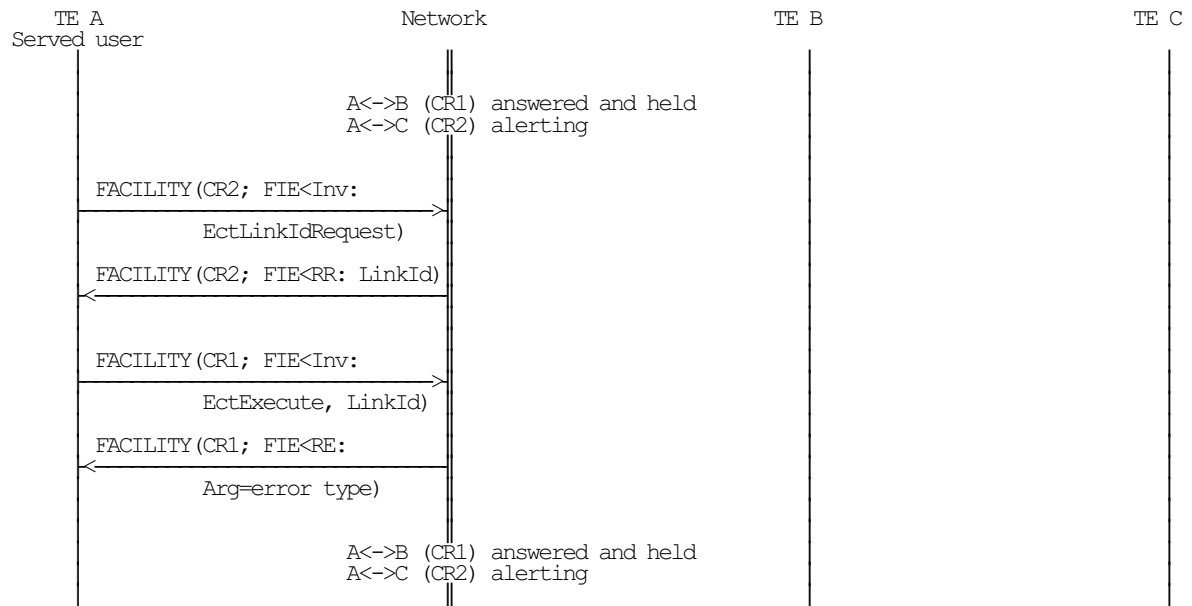 TE A Network TE B TE C
Served user
A<->B (CR1) answered and held
A<->C (CR2) alerting
FACILITY(CR2; FIE<Inv:
EctLinkIdRequest)
FACILITY(CR2; FIE<RR: LinkId)
FACILITY(CR1; FIE<Inv:
EctExecute, LinkId)
FACILITY(CR1; FIE<RE:
Arg=error type)
A<->B (CR1) answered and held
A<->C (CR2) alerting